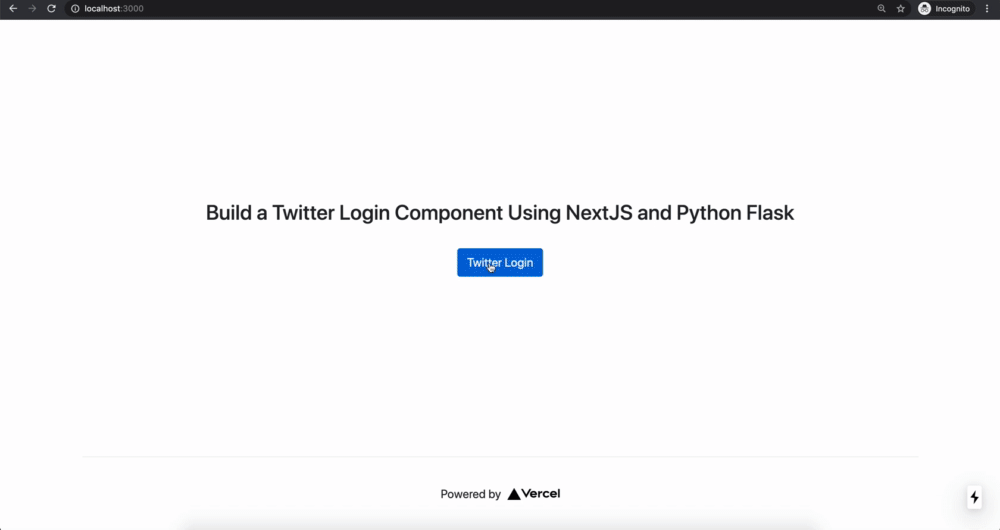 localhost:3000
Incognito
Build a Twitter Login Component Using NextJS and Python Flask
Twitter Login
Powered by Vercel